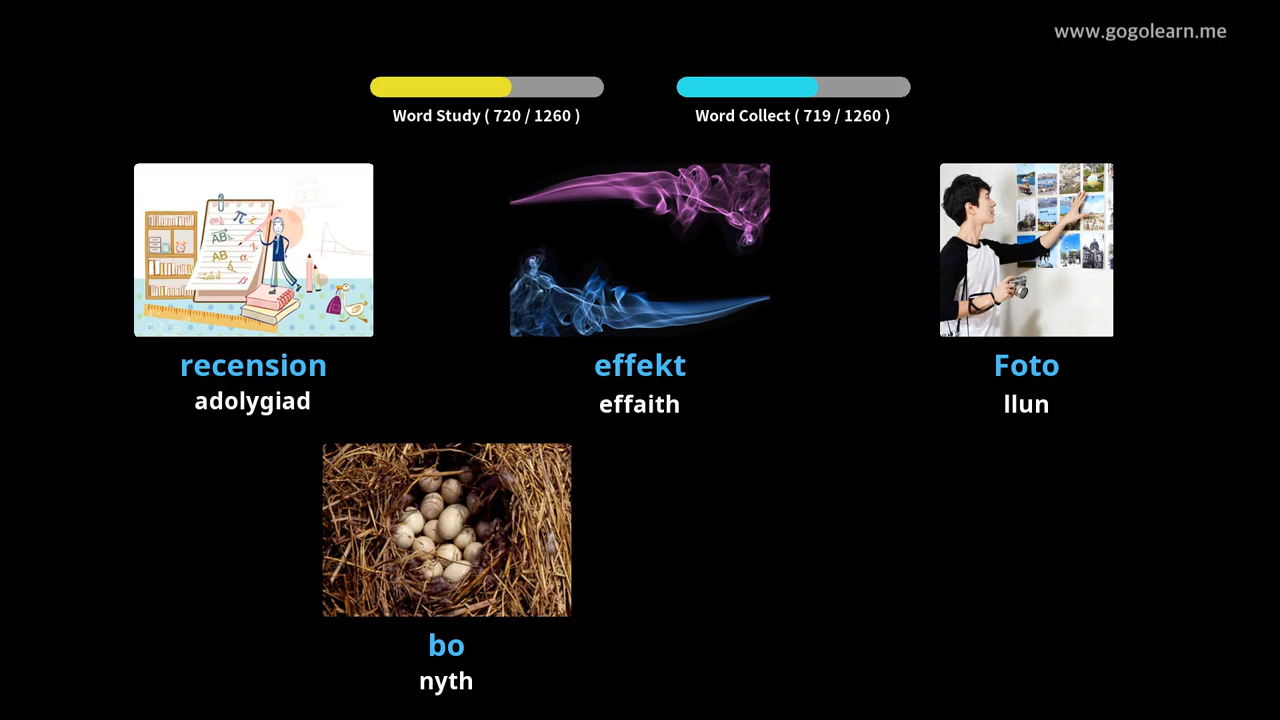 www.gogolearn.me
Word Study ( 720 / 1260 )
Word Collect ( 719 / 1260 )
recension
adolygiad
effekt
effaith
Foto
llun
bo
nyth